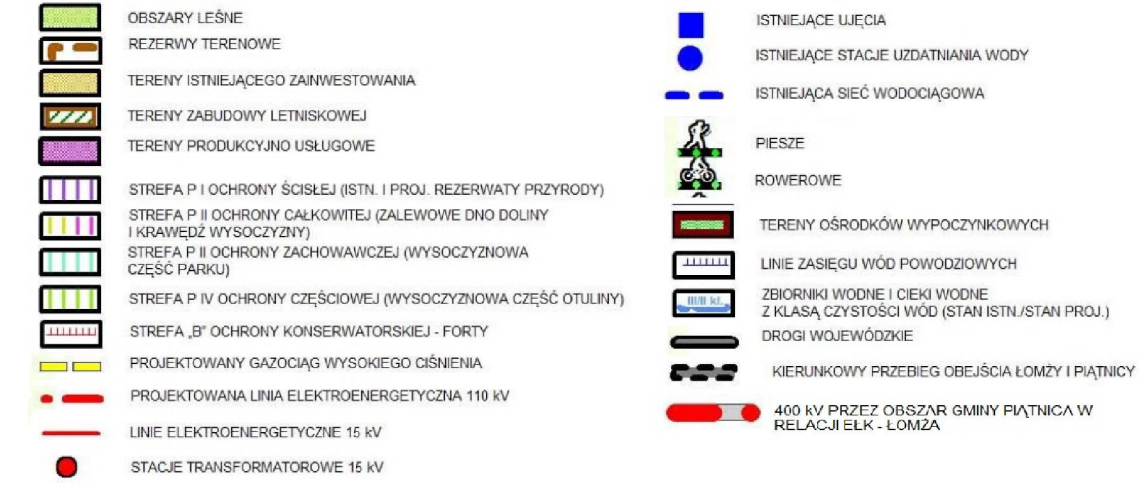 OBSZARY LEŚNE
REZERWY TERENOWE
TERENY ISTNIEJĄCEGO ZAINWESTOWANIA
TERENY ZABUDOWY LETNISKOWEJ
TERENY PRODUKCYJNO USŁUGOWE
STREFA P I OCHRONY ŚCISŁEJ (ISTN. I PROJ. REZERWATY PRZYRODY)
STREFA P II OCHRONY CAŁKOWITEJ (ZALEWOWE DNO DOLINY
I KRAWĘDŹ WYSOCZYZNY)
STREFA P II OCHRONY ZACHOWAWCZEJ (WYSOCZYZNOWA
CZĘŚĆ PARKU)
STREFA P IV OCHRONY CZĘŚCIOWEJ (WYSOCZYZNOWA CZĘŚĆ OTULINY)
STREFA „B” OCHRONY KONSERWATORSKIEJ - FORTY
PROJEKTOWANY GAZOCIĄG WYSOKIEGO CIŚNIENIA
PROJEKTOWANA LINIA ELEKTROENERGETYCZNA 110 kV
LINIE ELEKTROENERGETYCZNE 15 kV
STACJE TRANSFORMATOROWE 15 kV
ISTNIEJĄCE UJĘCIA
ISTNIEJĄCE STACJE UZDATNIANIA WODY
ISTNIEJĄCA SIEĆ WODOCIĄGOWA
PIESZE
ROWEROWE
TERENY OŚRODKÓW WYPOCZYNKOWYCH
LINIE ZASIĘGU WÓD POWODZIOWYCH
III/II kl.
ZBIORNIKI WODNE I CIEKI WODNE
Z KLASĄ CZYSTOŚCI WÓD (STAN ISTN./STAN PROJ.)
DROGI WOJEWÓDZKIE
KIERUNKOWY PRZEBIEG OBEJŚCIA ŁOMŻY I PIĄTNICY
400 kV PRZEZ OBSZAR GMINY PIĄTNICA W
RELACJI EŁK - ŁOMŻA